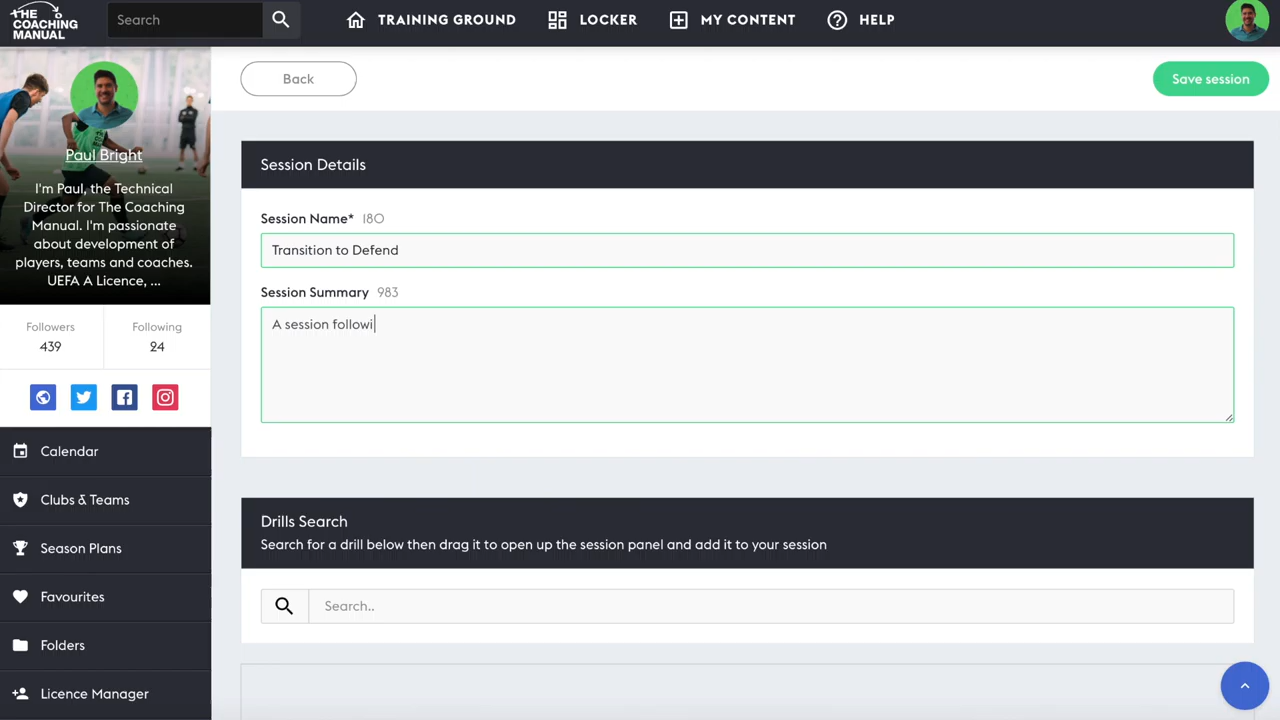 THE
COACHING
MANUAL
Search
TRAINING GROUND
LOCKER
MY CONTENT
HELP
Paul Bright
I'm Paul, the Technical
Director for The Coaching
Manual. I'm passionate
about development of
players, teams and coaches.
UEFA A Licence, ...
Followers
439
Following
24
Calendar
Clubs & Teams
Season Plans
Favourites
Folders
Licence Manager
Back
Save session
Session Details
Session Name* 180
Transition to Defend
Session Summary 983
A session followi
Drills Search
Search for a drill below then drag it to open up the session panel and add it to your session
Search..